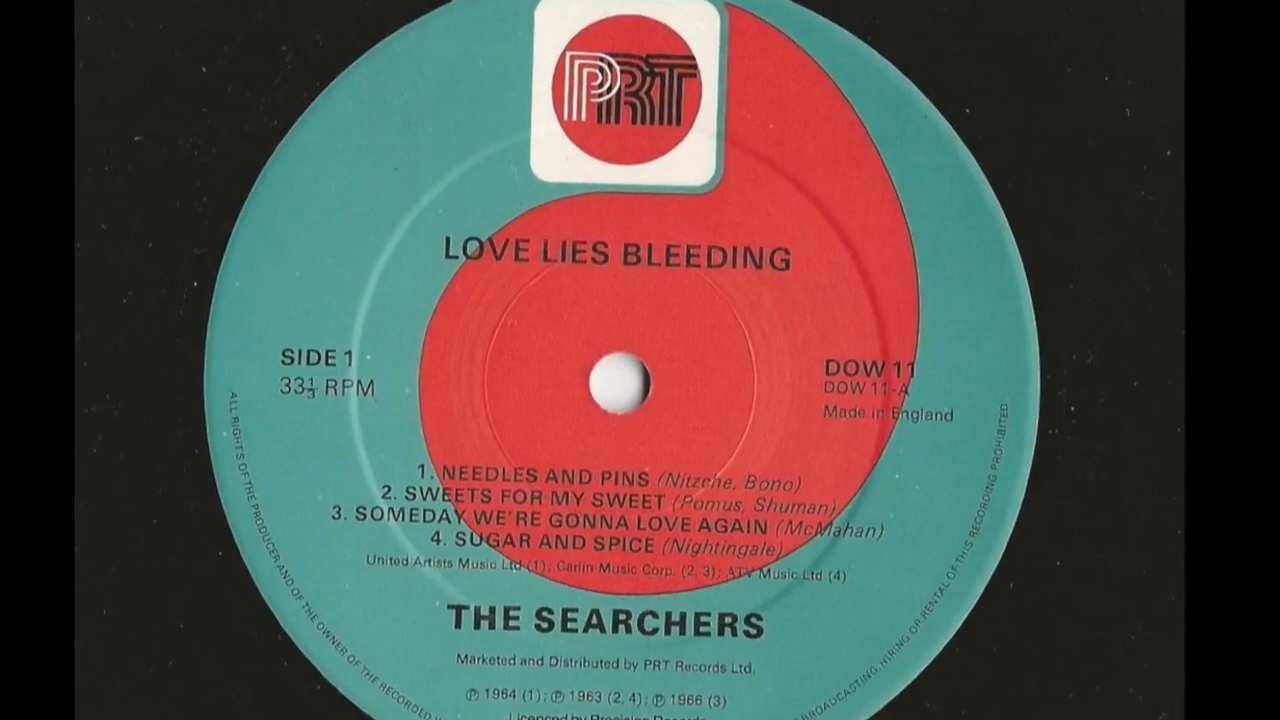 PRT
LOVE LIES BLEEDING
SIDE 1
33⅓ RPM
DOW 11
DOW 11-A
Made in England
1. NEEDLES AND PINS (Nitzche, Bono)
2. SWEETS FOR MY SWEET (Pomus, Shuman)
3. SOMEDAY WE'RE GONNA LOVE AGAIN (McMahan)
4. SUGAR AND SPICE (Nightingale)
United Artists Music Ltd (1); Carlin Music Corp. (2, 3); ATV Music Ltd (4)
THE SEARCHERS
Marketed and Distributed by PRT Records Ltd.
℗ 1964 (1); ℗ 1963 (2, 4); ℗ 1966 (3)
Licenced by Precision Records
ALL RIGHTS OF THE PRODUCER AND OF THE OWNER OF THE RECORDED
BROADCASTING, HIRING OR RENTAL OF THIS RECORDING PROHIBITED